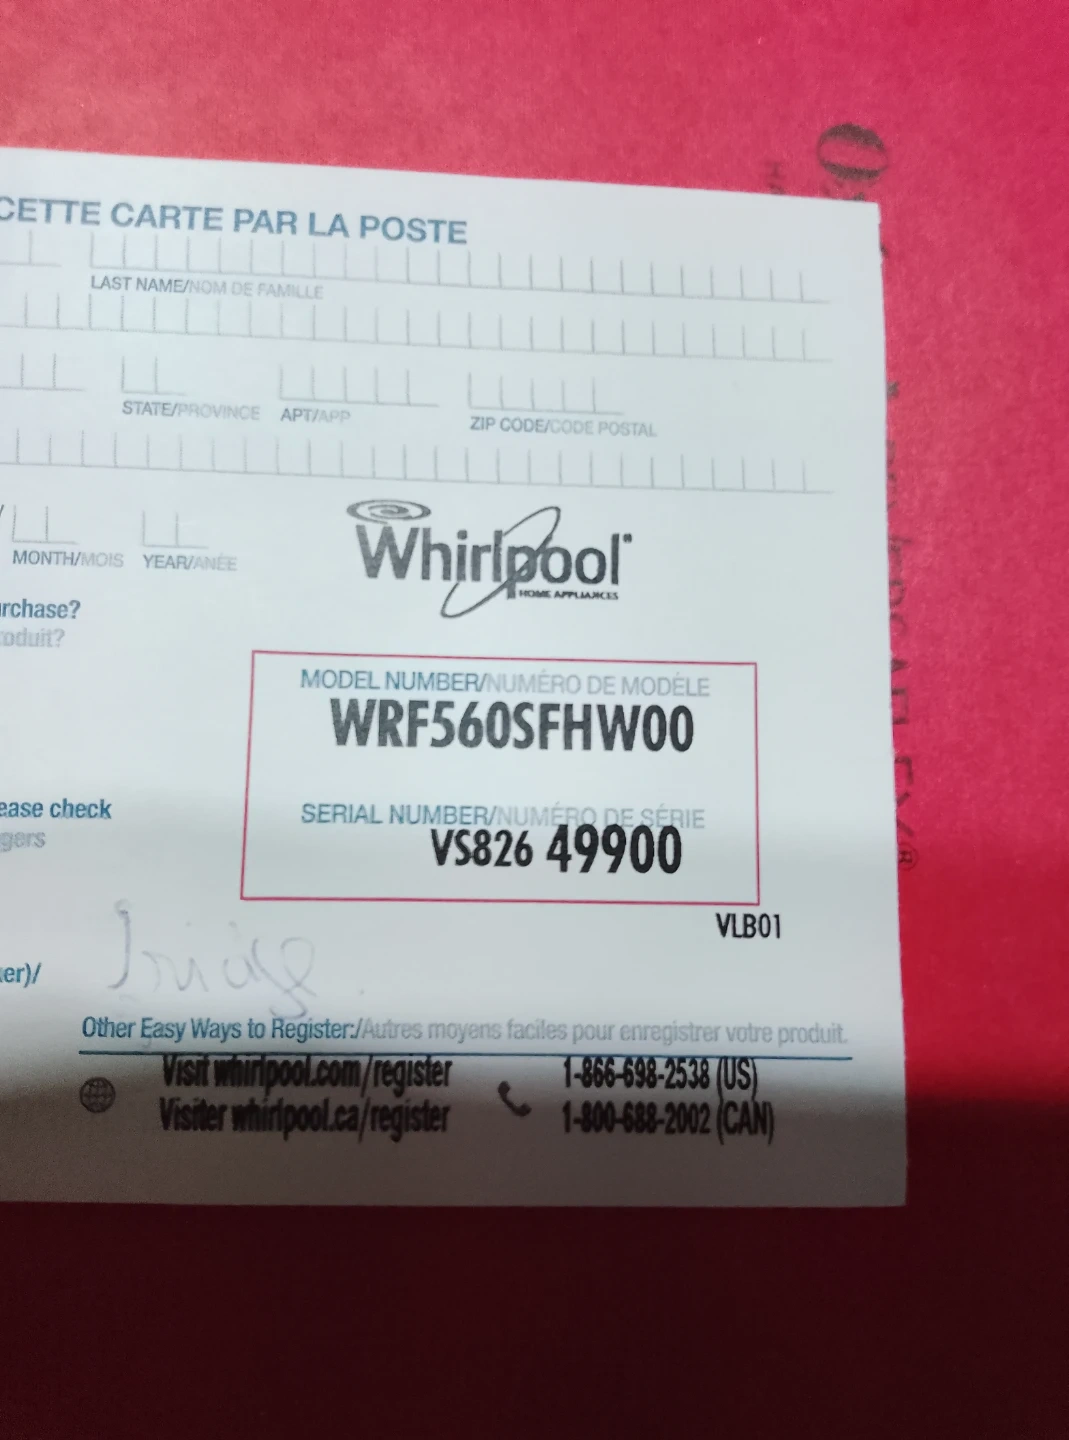 CETTE CARTE PAR LA POSTE
LAST NAME/NOM DE FAMILLE
STATE/PROVINCE APT/APP ZIP CODE/CODE POSTAL
MONTH/MOIS YEAR/ANÉE
Whirlpool
HOME APPLIANCES
rchase?
oduit?
MODEL NUMBER/NUMÉRO DE MODÈLE
WRF560SFHW00
SERIAL NUMBER/NUMÉRO DE SÉRIE
VS826 49900
ease check
gers
VLB01
er)/
Other Easy Ways to Register:/Autres moyens faciles pour enregistrer votre produit.
Visit whirlpool.com/register 1-866-698-2538 (US)
Visiter whirlpool.ca/register 1-800-688-2002 (CAN)